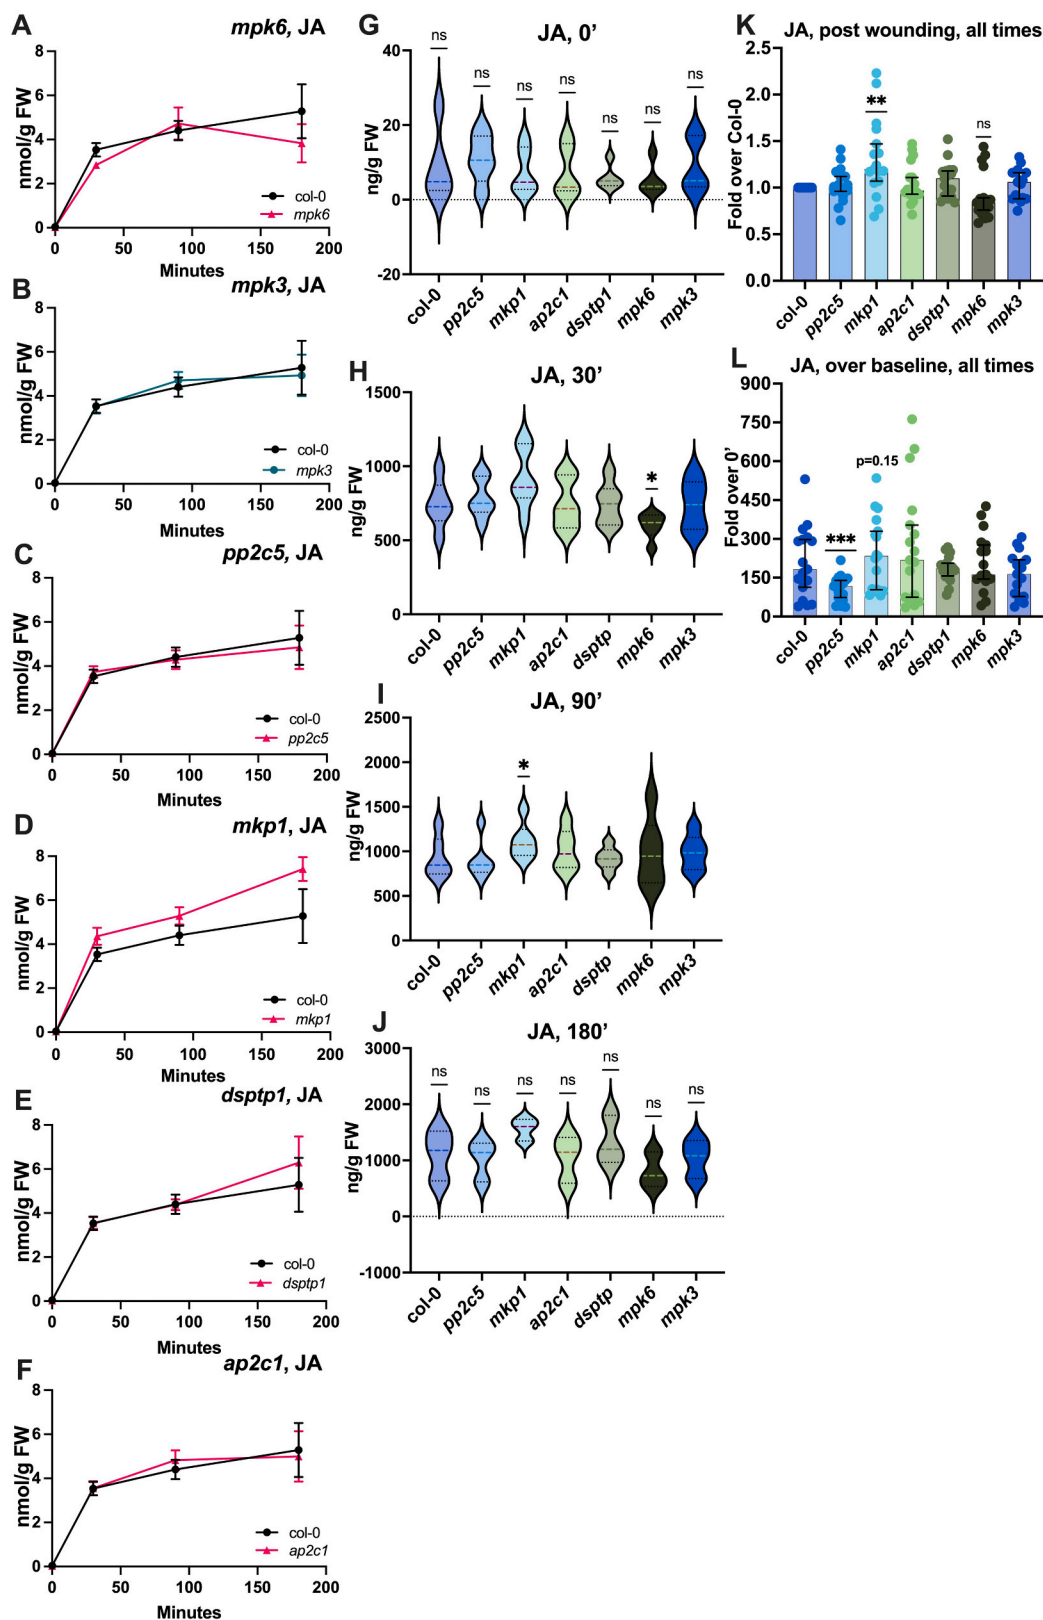 A
mpk6, JA
nmol/g FW
8
6
4
2
0
col-0
mpk6
0 50 100 150 200
Minutes
B
mpk3, JA
nmol/g FW
8
6
4
2
0
col-0
mpk3
0 50 100 150 200
Minutes
C
pp2c5, JA
nmol/g FW
8
6
4
2
0
col-0
pp2c5
0 50 100 150 200
Minutes
D
mkp1, JA
nmol/g FW
8
6
4
2
0
col-0
mkp1
0 50 100 150 200
Minutes
E
dsptp1, JA
nmol/g FW
8
6
4
2
0
col-0
dsptp1
0 50 100 150 200
Minutes
F
ap2c1, JA
nmol/g FW
8
6
4
2
0
col-0
ap2c1
0 50 100 150 200
Minutes
G
JA, 0’
ng/g FW
40
20
0
-20
ns ns ns ns ns ns ns
col-0 pp2c5 mkp1 ap2c1 dsptp1 mpk6 mpk3
H
JA, 30’
ng/g FW
1500
1000
500
0
*
col-0 pp2c5 mkp1 ap2c1 dsptp mpk6 mpk3
I
JA, 90’
ng/g FW
2500
2000
1500
1000
500
0
*
col-0 pp2c5 mkp1 ap2c1 dsptp mpk6 mpk3
J
JA, 180’
ng/g FW
3000
2000
1000
0
-1000
ns ns ns ns ns ns ns
col-0 pp2c5 mkp1 ap2c1 dsptp mpk6 mpk3
K
JA, post wounding, all times
Fold over Col-0
2.5
2.0
1.5
1.0
0.5
0.0
** ns
col-0 pp2c5 mkp1 ap2c1 dsptp1 mpk6 mpk3
L
JA, over baseline, all times
Fold over 0’
900
750
600
450
300
150
0
*** p=0.15
col-0 pp2c5 mkp1 ap2c1 dsptp1 mpk6 mpk3